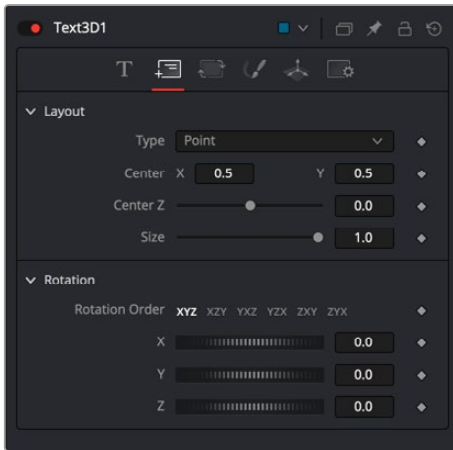 Text3D1
T
Layout
Type Point
Center X 0.5 Y 0.5
Center Z 0.0
Size 1.0
Rotation
Rotation Order XYZ XZY YXZ YZX ZXY ZYX
X 0.0
Y 0.0
Z 0.0